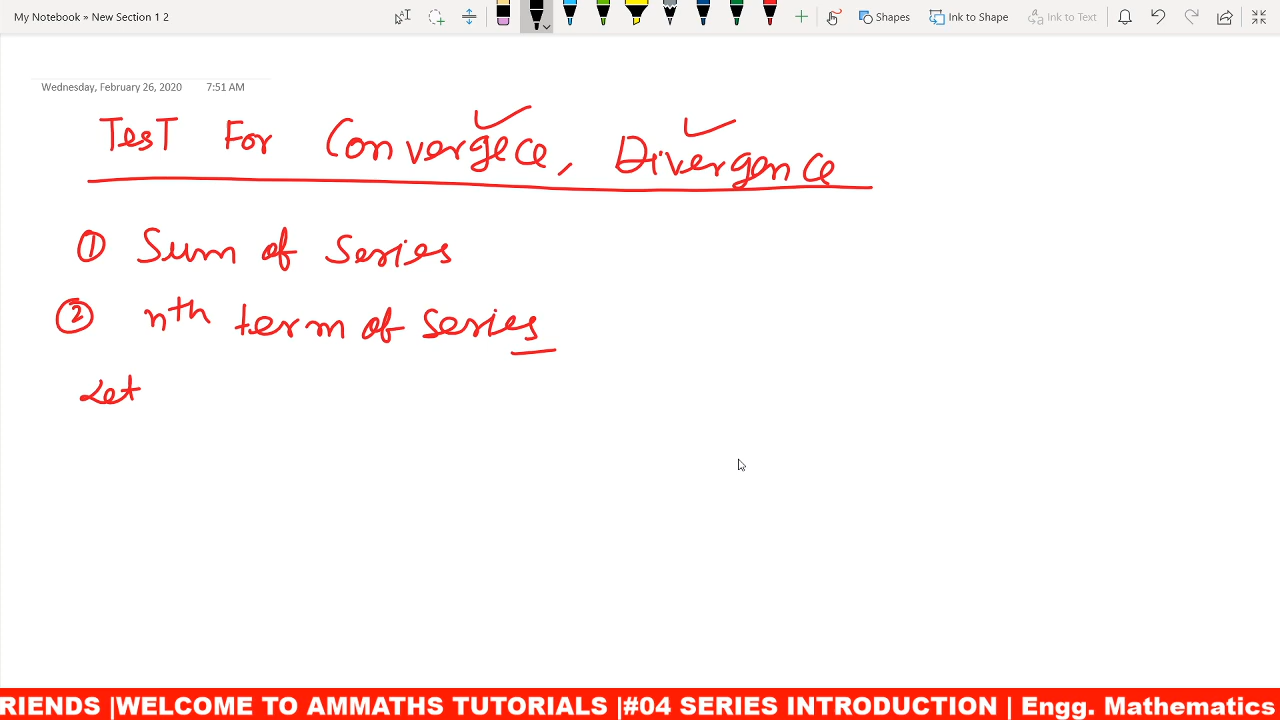 My Notebook » New Section 1 2
Shapes
Ink to Shape
Ink to Text
Wednesday, February 26, 2020 7:51 AM
TesT For Convergece, Divergence
① Sum of Series
② nth term of Series
Let
RIENDS |WELCOME TO AMMATHS TUTORIALS |#04 SERIES INTRODUCTION | Engg. Mathematics